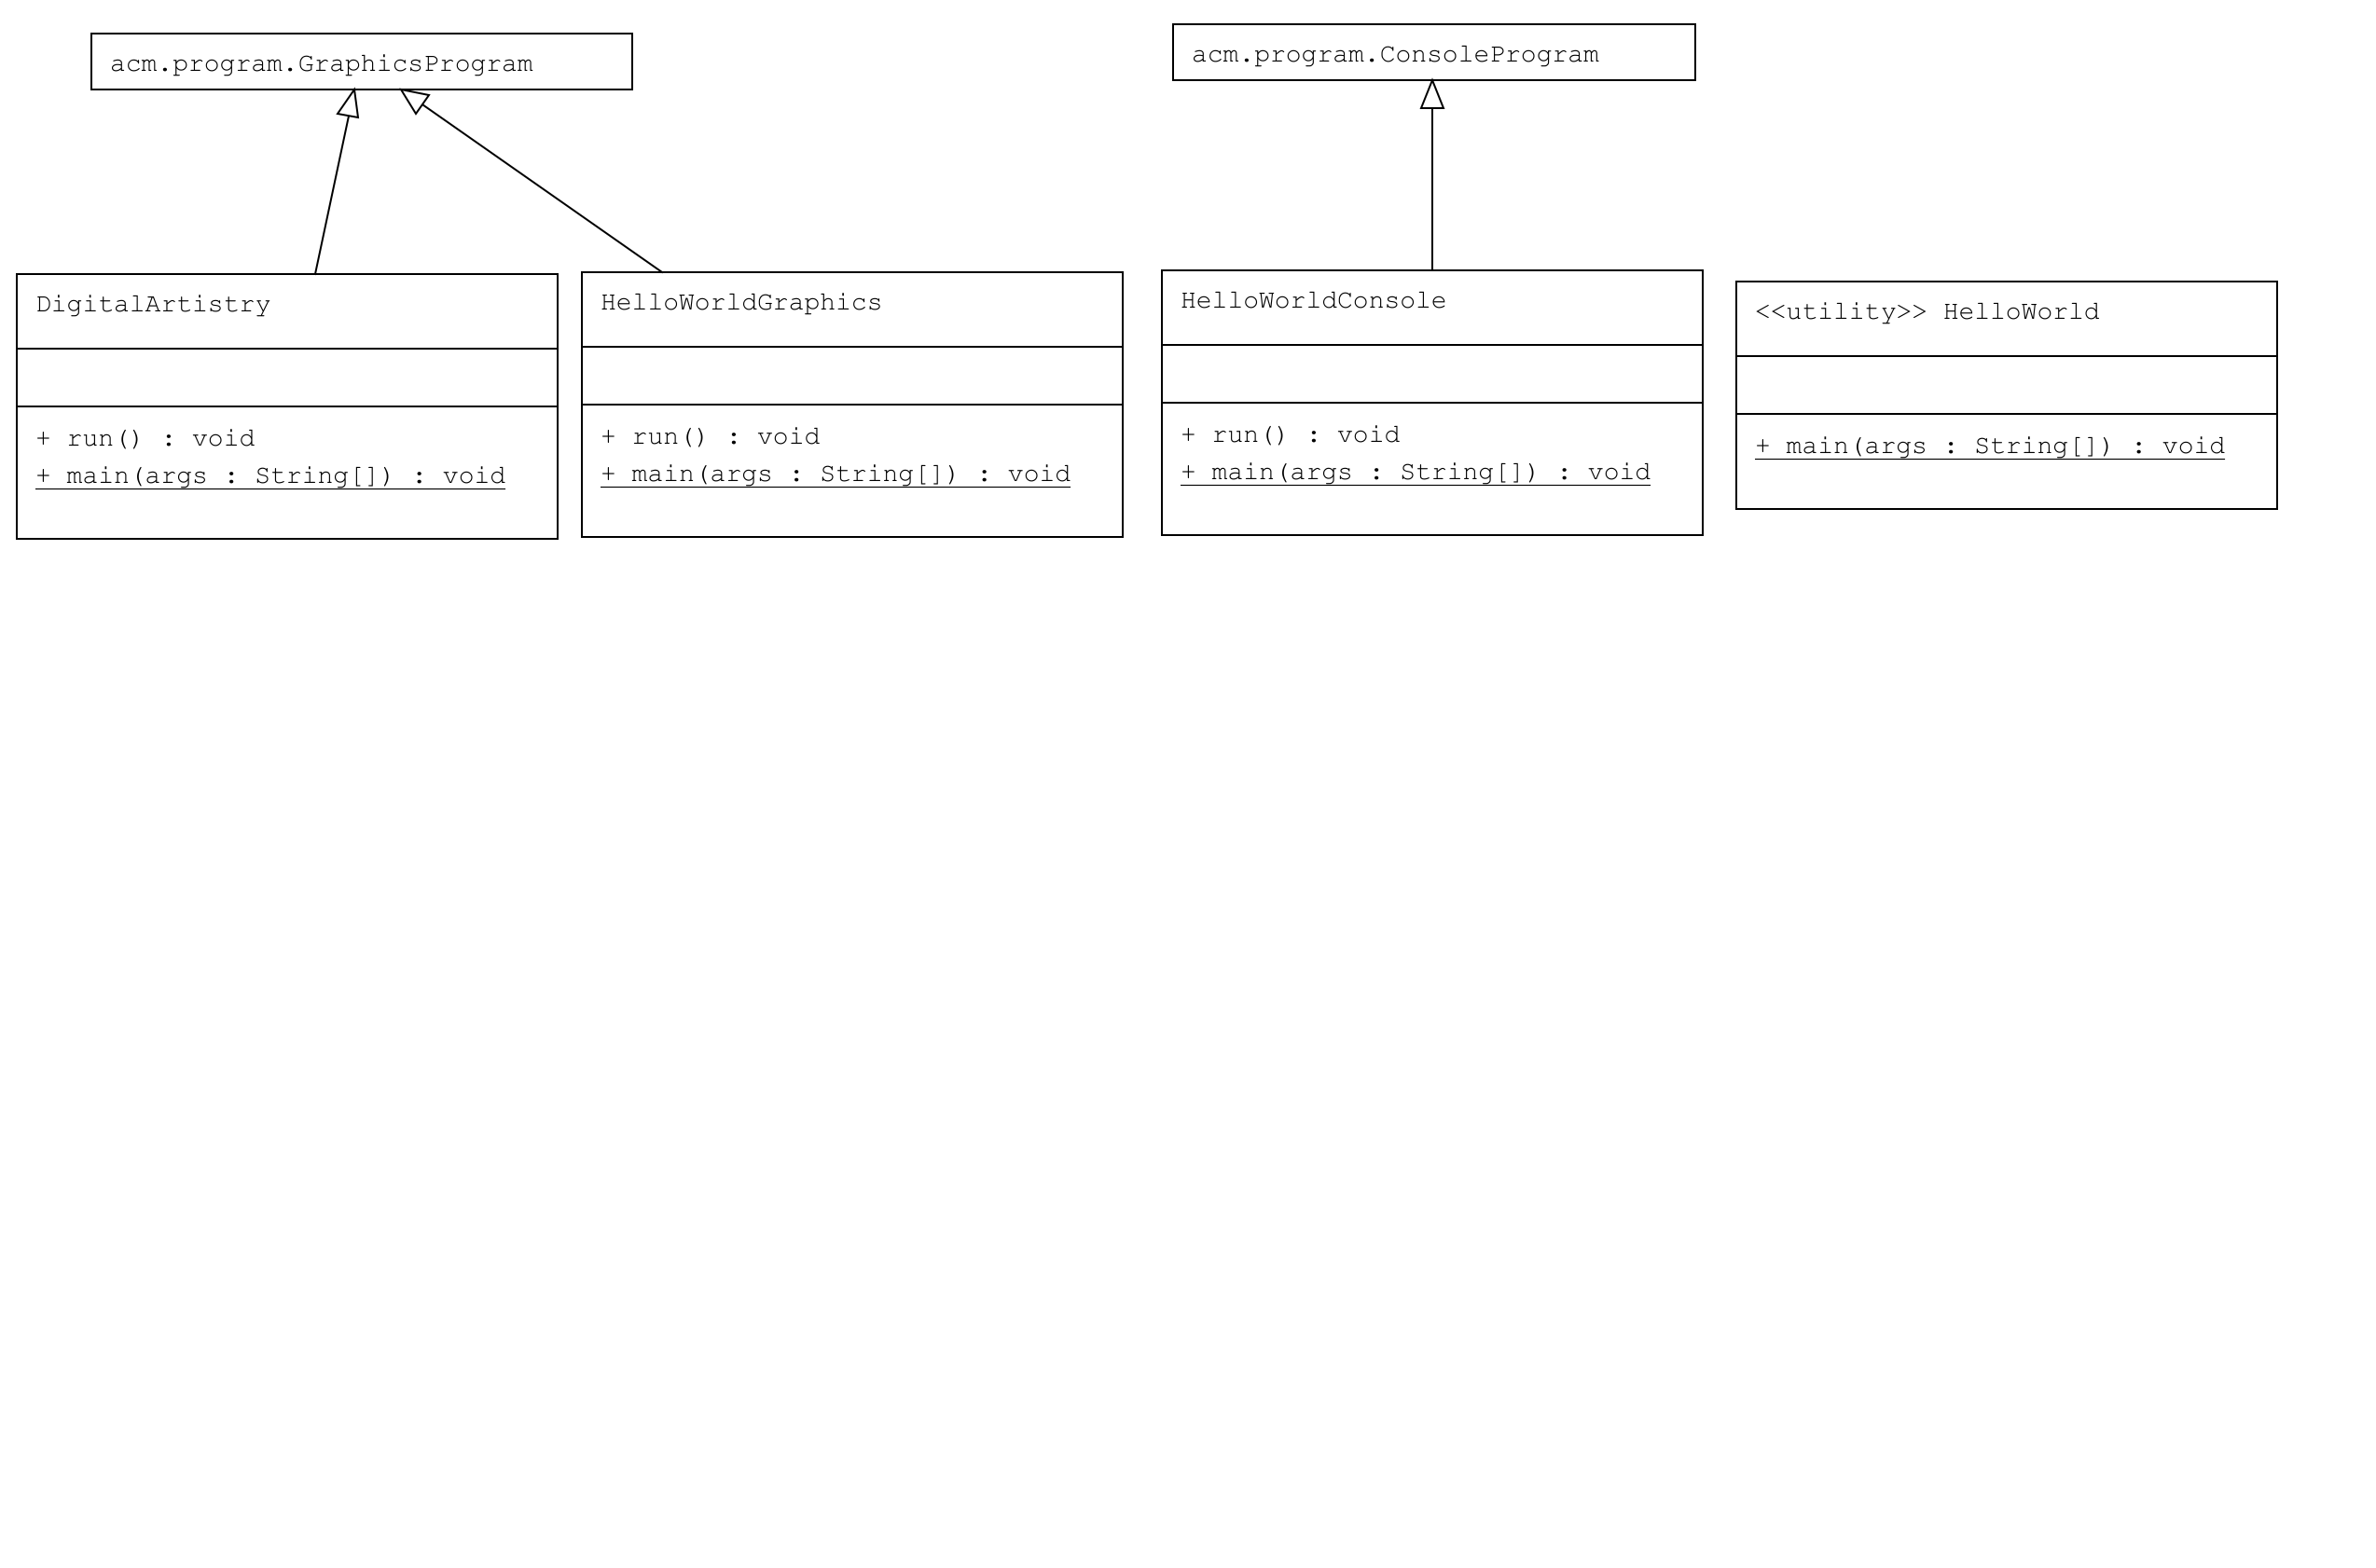 acm.program.GraphicsProgram
acm.program.ConsoleProgram
DigitalArtistry
+ run() : void
+ main(args : String[]) : void
HelloWorldGraphics
+ run() : void
+ main(args : String[]) : void
HelloWorldConsole
+ run() : void
+ main(args : String[]) : void
<<utility>> HelloWorld
+ main(args : String[]) : void